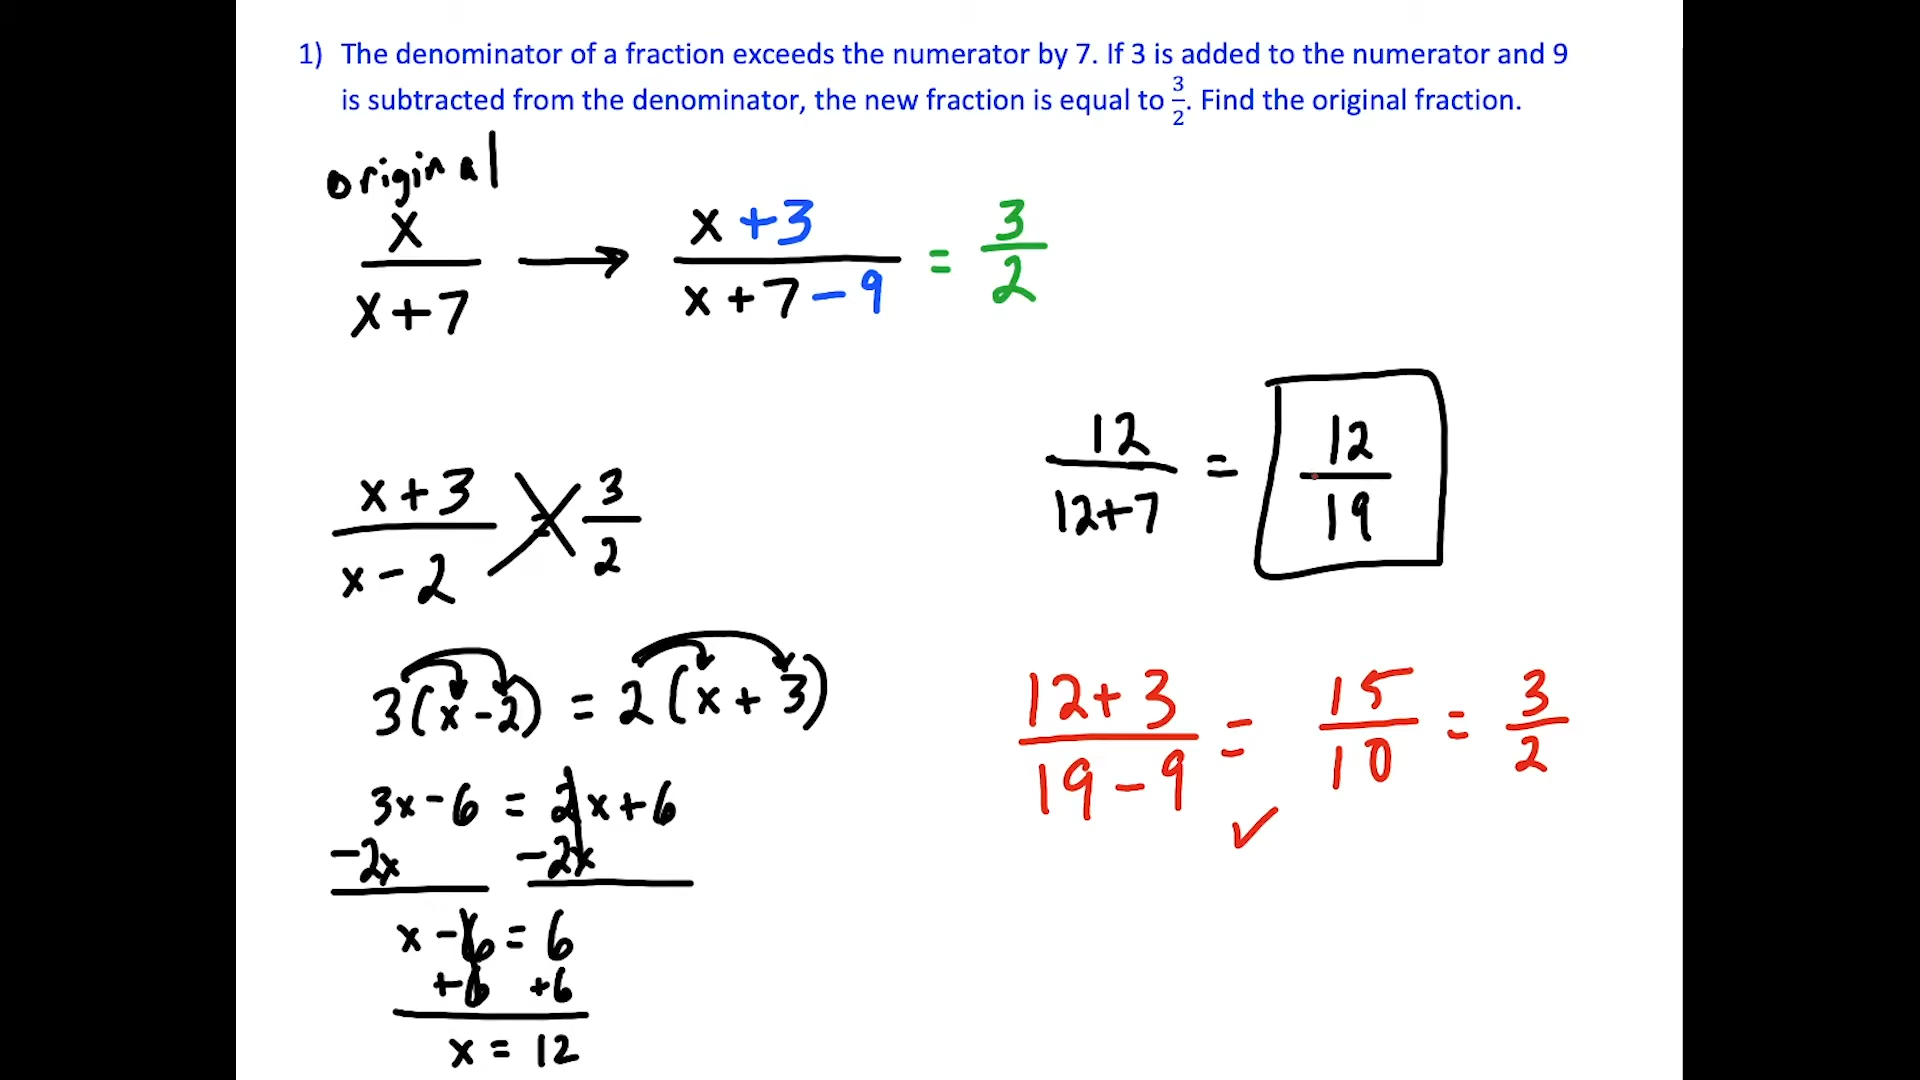 1) The denominator of a fraction exceeds the numerator by 7. If 3 is added to the numerator and 9
is subtracted from the denominator, the new fraction is equal to 3/2. Find the original fraction.
original
x/(x+7) → (x+3)/(x+7-9) = 3/2
12/(12+7) = 12/19
(x+3)/(x-2) = 3/2
3(x-2) = 2(x+3)
(12+3)/(19-9) = 15/10 = 3/2
✓
3x-6 = 2x+6
-2x -2x
x-6 = 6
+6 +6
x = 12